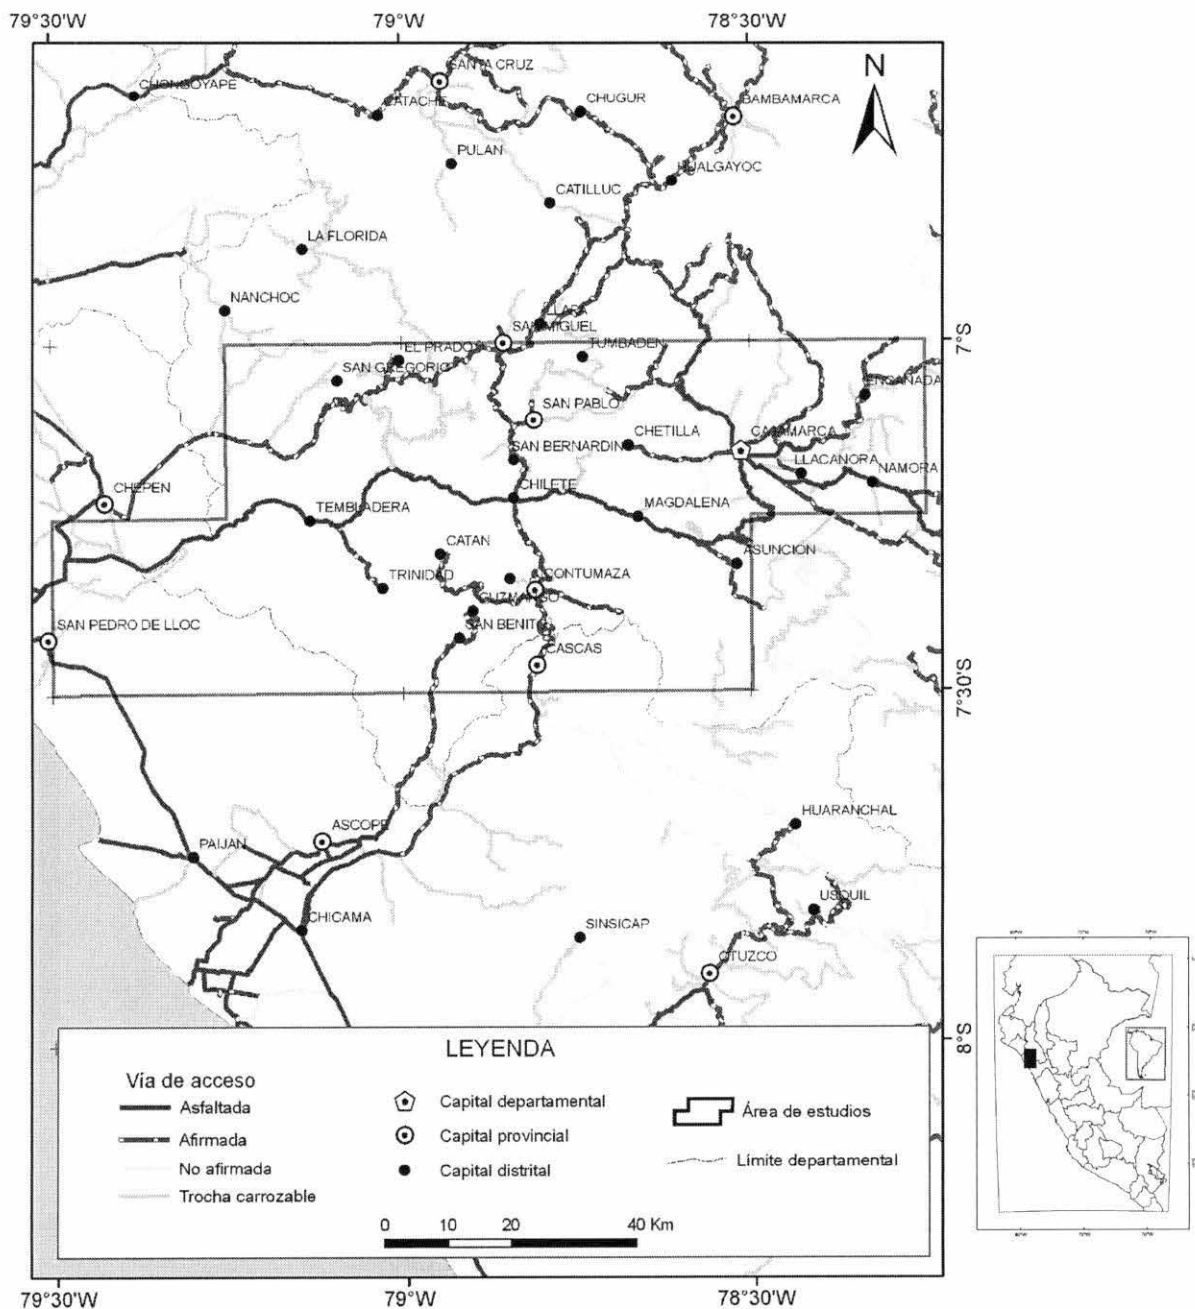 79°30'W 79°W 78°30'W
SANTA CRUZ
N
CHONGOYAPE
CATACHE
CHUGUR
BAMBAMARCA
PULAN
HUALGAYOC
CATILLUC
LA FLORIDA
NANCHOC
LLAPA
SAN MIGUEL
7°S
EL PRADO
TUMBADEN
SAN GREGORIO
ENCAÑADA
SAN PABLO
CHETILLA
CAJAMARCA
SAN BERNARDINO
LLACANORA
NAMORA
CHEPEN
CHILETE
TEMBLADERA
MAGDALENA
CATAN
ASUNCION
TRINIDAD
CONTUMAZA
GUZMANGO
SAN PEDRO DE LLOC
SAN BENITO
CASCAS
7°30'S
HUARANCHAL
ASCOPE
PAIJAN
USQUIL
CHICAMA
SINSICAP
OTUZCO
8°S
LEYENDA
Vía de acceso
Asfaltada
Afirmada
No afirmada
Trocha carrozable
Capital departamental
Capital provincial
Capital distrital
Área de estudios
Límite departamental
0 10 20 40 Km
79°30'W 79°W 78°30'W